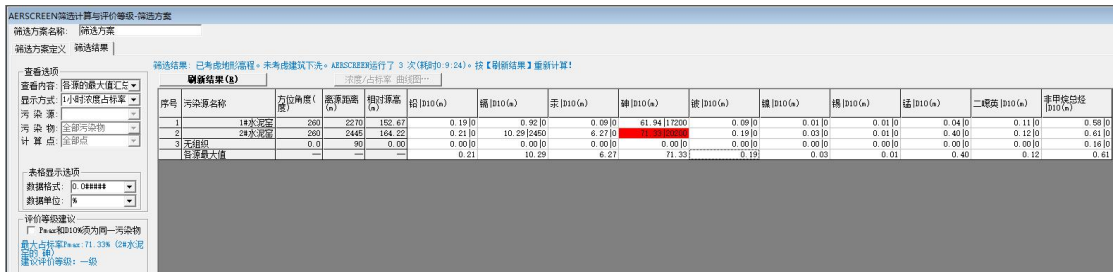 AERSCREEN筛选计算与评价等级-筛选方案
筛选方案名称: 筛选方案
筛选方案定义 筛选结果
筛选结果: 已考虑地形高程。未考虑建筑下洗。AERSCREEN运行了 3 次(耗时0:9:24)。按【刷新结果】重新计算!
查看选项
查看内容: 各源的最大值汇总
显示方式: 1小时浓度占标率
污 染 源:
污 染 物: 全部污染物
计 算 点: 全部点
表格显示选项
数据格式: 0.0#####
数据单位: %
评价等级建议
Pmax和D10%须为同一污染物
最大占标率Pmax:71.33% (2#水泥窑的 砷)
建议评价等级: 一级
刷新结果(R) 浓度/占标率 曲线图…
序号 污染源名称 方位角度(度) 离源距离(m) 相对源高(m) 铅|D10(m) 镉|D10(m) 汞|D10(m) 砷|D10(m) 铍|D10(m) 镍|D10(m) 锡|D10(m) 锰|D10(m) 二噁英|D10(m) 非甲烷总烃|D10(m)
1 1#水泥窑 260 2270 152.67 0.19|0 0.92|0 0.09|0 61.94|17200 0.09|0 0.01|0 0.01|0 0.04|0 0.11|0 0.58|0
2 2#水泥窑 260 2445 164.22 0.21|0 10.29|2450 6.27|0 71.33|20200 0.19|0 0.03|0 0.01|0 0.40|0 0.12|0 0.61|0
3 无组织 0.0 90 0.00 0.00|0 0.00|0 0.00|0 0.00|0 0.00|0 0.00|0 0.00|0 0.00|0 0.00|0 0.16|0
各源最大值 — — — 0.21 10.29 6.27 71.33 0.19 0.03 0.01 0.40 0.12 0.61